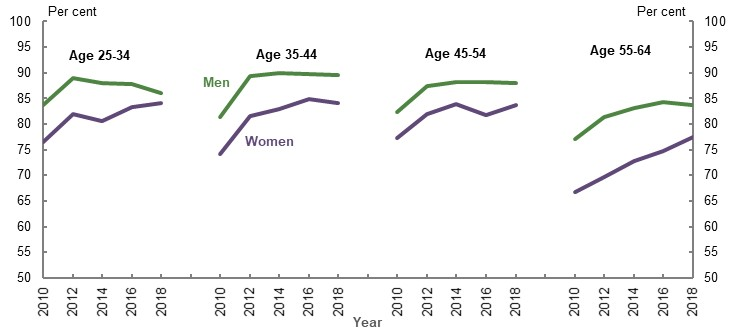 Per cent Per cent
100 100
95 95
90 90
85 85
80 80
75 75
70 70
65 65
60 60
55 55
50 50
Age 25-34 Age 35-44 Age 45-54 Age 55-64
Men
Women
2010 2012 2014 2016 2018 2010 2012 2014 2016 2018 2010 2012 2014 2016 2018 2010 2012 2014 2016 2018
Year